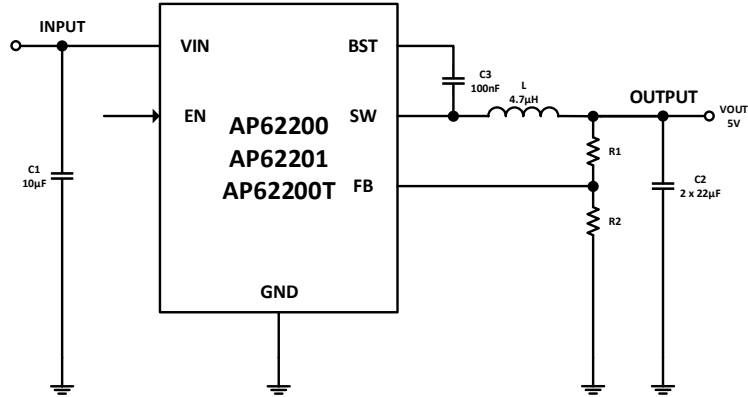 INPUT
VIN
BST
C3
100nF
L
4.7µH
OUTPUT
VOUT
5V
EN
AP62200
AP62201
AP62200T
SW
R1
C1
10µF
FB
C2
2 x 22µF
R2
GND